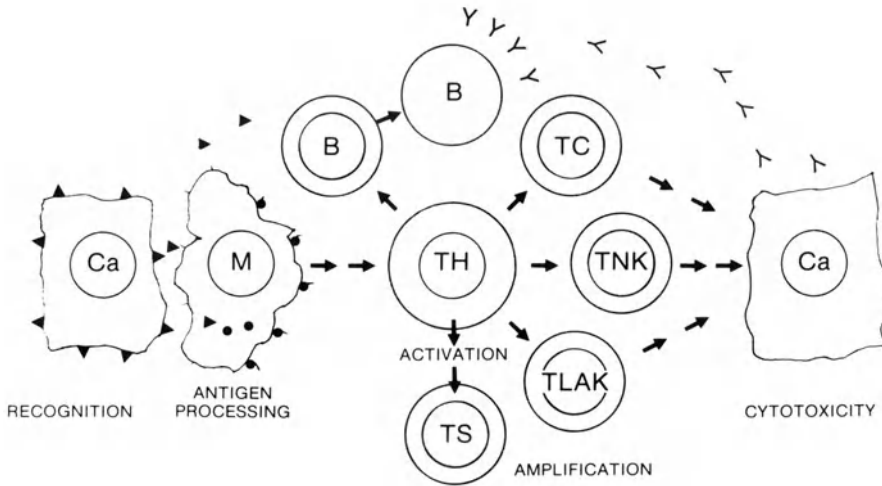 B
B
TC
Ca
M
TH
TNK
Ca
ACTIVATION
TLAK
RECOGNITION
ANTIGEN
PROCESSING
CYTOTOXICITY
TS
AMPLIFICATION